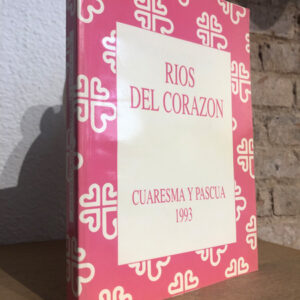 RIOS
DEL CORAZON
CUARESMA Y PASCUA
1993